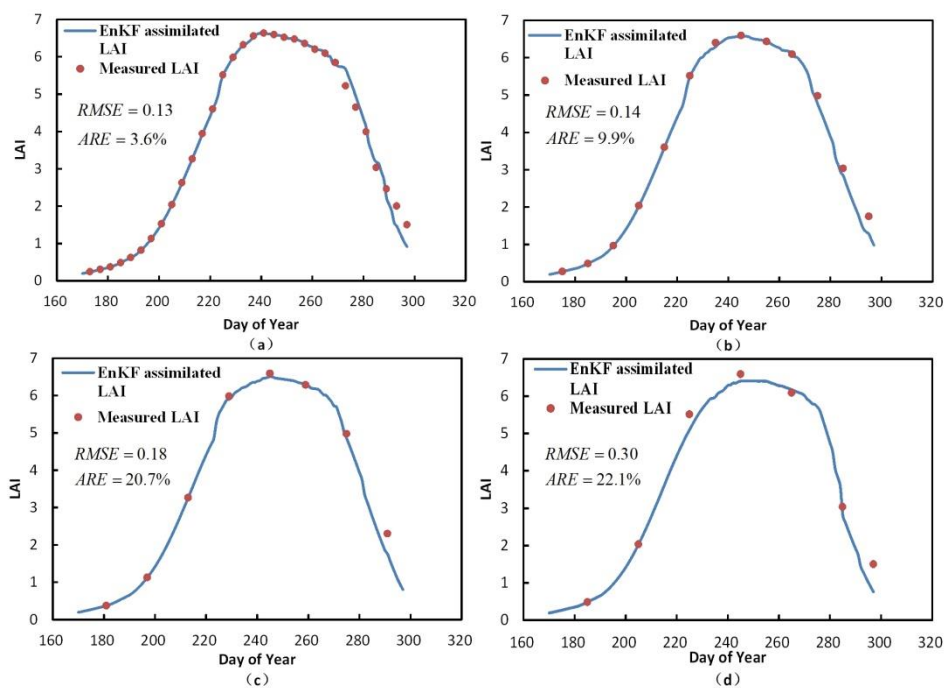 7
6
5
4
3
2
1
0
LAI
EnKF assimilated
LAI
Measured LAI
RMSE = 0.13
ARE = 3.6%
160 180 200 220 240 260 280 300 320
Day of Year
（a）
7
6
5
4
3
2
1
0
LAI
EnKF assimilated
LAI
Measured LAI
RMSE = 0.14
ARE = 9.9%
160 180 200 220 240 260 280 300 320
Day of Year
（b）
7
6
5
4
3
2
1
0
LAI
EnKF assimilated
LAI
Measured LAI
RMSE = 0.18
ARE = 20.7%
160 180 200 220 240 260 280 300 320
Day of Year
（c）
7
6
5
4
3
2
1
0
LAI
EnKF assimilated
LAI
Measured LAI
RMSE = 0.30
ARE = 22.1%
160 180 200 220 240 260 280 300 320
Day of Year
（d）